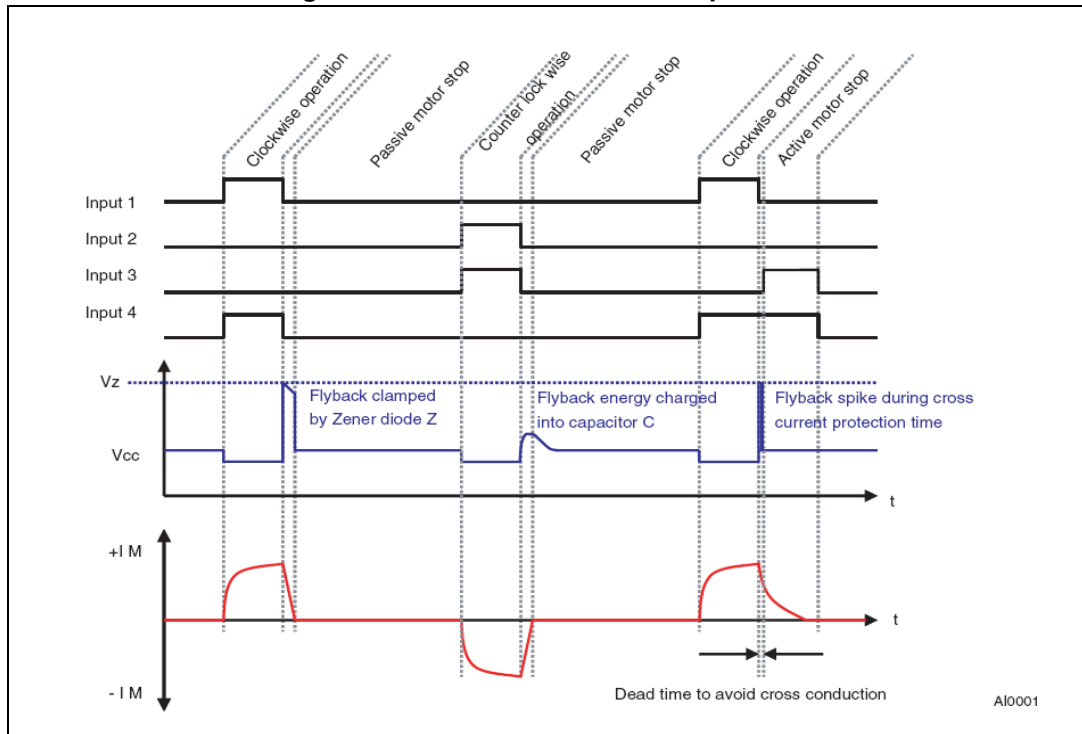 Clockwise operation
Passive motor stop
Counter lock wise
operation
Passive motor stop
Clockwise operation
Active motor stop
Input 1
Input 2
Input 3
Input 4
Vz
Flyback clamped
by Zener diode Z
Flyback energy charged
into capacitor C
Flyback spike during cross
current protection time
Vcc
t
+I M
t
- I M
Dead time to avoid cross conduction
AI0001